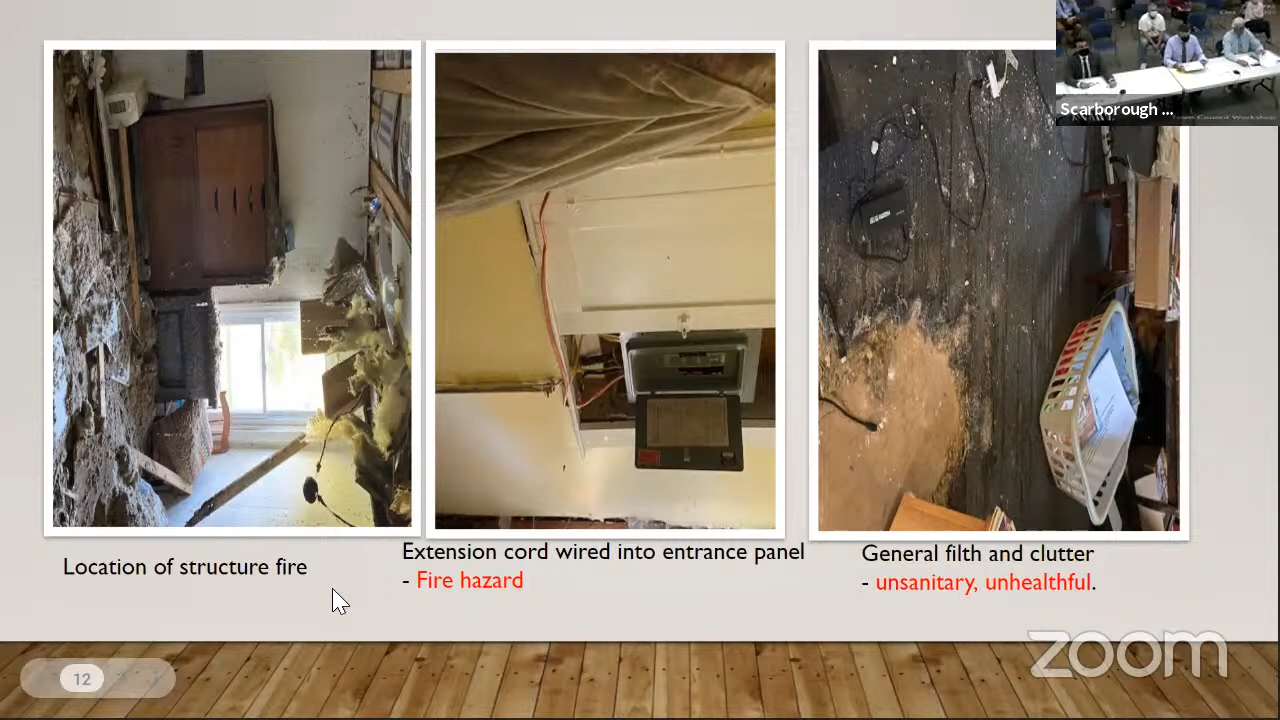 Scarborough ...
Location of structure fire
Extension cord wired into entrance panel
- Fire hazard
General filth and clutter
- unsanitary, unhealthful.
zoom
12